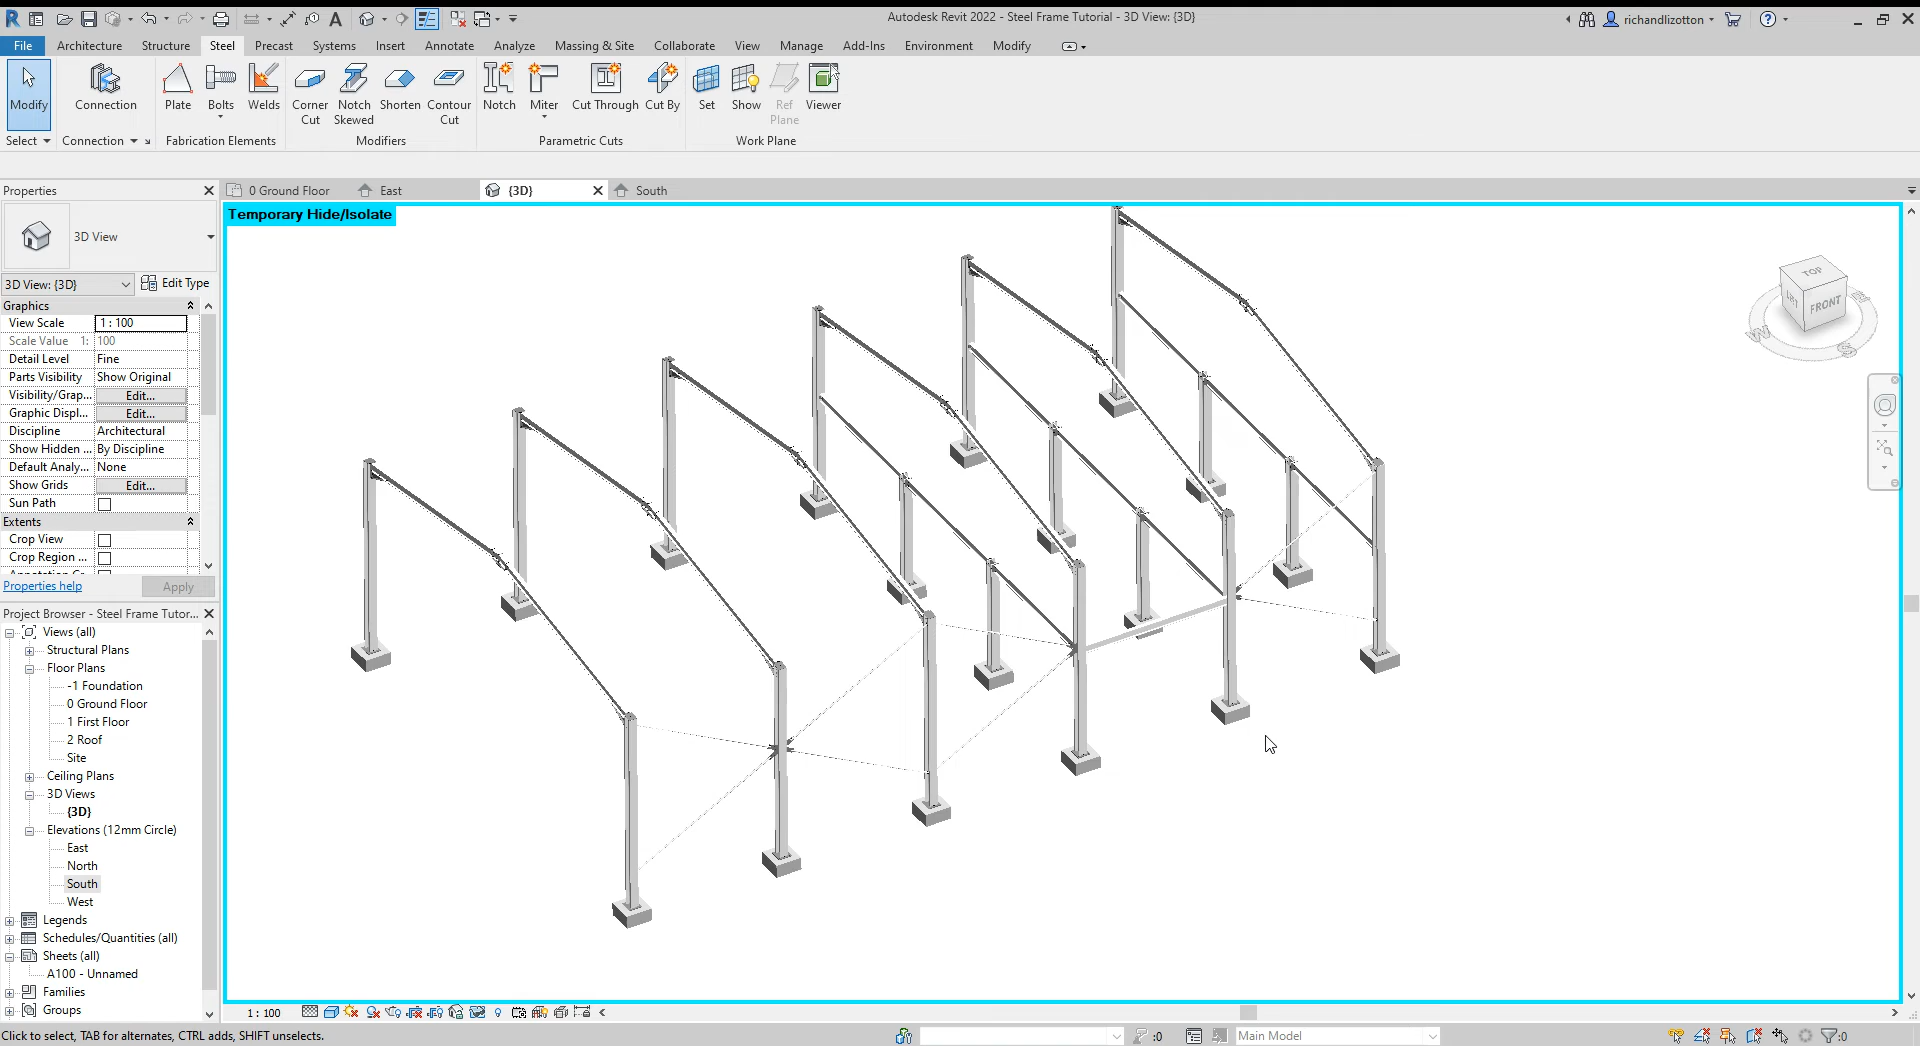 Autodesk Revit 2022 - Steel Frame Tutorial - 3D View: {3D}
richandlizotton
File Architecture Structure Steel Precast Systems Insert Annotate Analyze Massing & Site Collaborate View Manage Add-Ins Environment Modify
Modify Connection Plate Bolts Welds Corner Cut Notch Skewed Shorten Contour Cut Notch Miter Cut Through Cut By Set Show Ref Plane Viewer
Select Connection Fabrication Elements Modifiers Parametric Cuts Work Plane
Properties
0 Ground Floor East {3D} South
Temporary Hide/Isolate
3D View
3D View: {3D} Edit Type
Graphics
View Scale 1 : 100
Scale Value 1: 100
Detail Level Fine
Parts Visibility Show Original
Visibility/Grap... Edit...
Graphic Displ... Edit...
Discipline Architectural
Show Hidden ... By Discipline
Default Analy... None
Show Grids Edit...
Sun Path
Extents
Crop View
Crop Region ...
Properties help Apply
Project Browser - Steel Frame Tutor...
Views (all)
Structural Plans
Floor Plans
-1 Foundation
0 Ground Floor
1 First Floor
2 Roof
Site
Ceiling Plans
3D Views
{3D}
Elevations (12mm Circle)
East
North
South
West
Legends
Schedules/Quantities (all)
Sheets (all)
A100 - Unnamed
Families
Groups
TOP
FRONT
W
S
1 : 100
Click to select, TAB for alternates, CTRL adds, SHIFT unselects.
:0
Main Model
:0